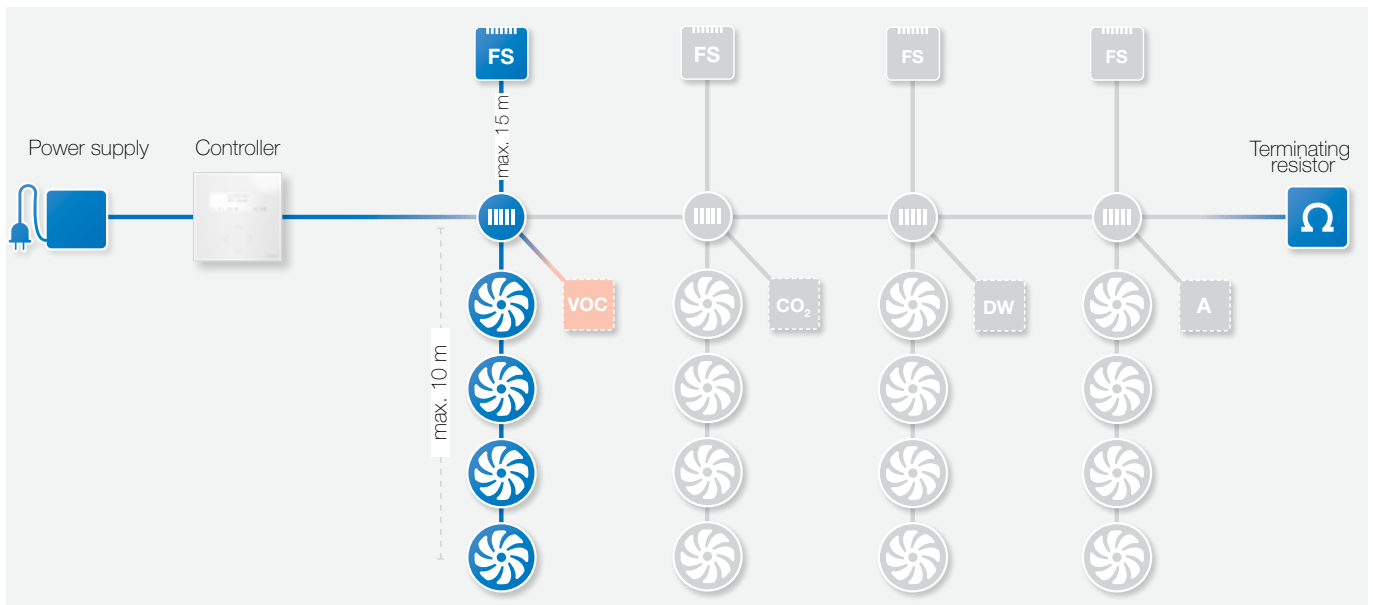 FS
FS
FS
FS
max. 15 m
Power supply
Controller
Terminating
resistor
Ω
VOC
CO₂
DW
A
max. 10 m